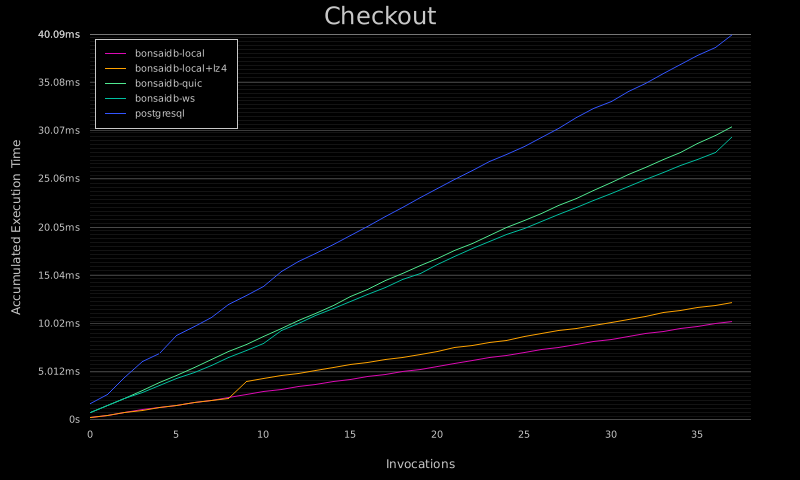 Checkout
40.09ms
35.08ms
30.07ms
25.06ms
20.05ms
15.04ms
10.02ms
5.012ms
0s
bonsaidb-local
bonsaidb-local+lz4
bonsaidb-quic
bonsaidb-ws
postgresql
Accumulated Execution Time
0 5 10 15 20 25 30 35
Invocations